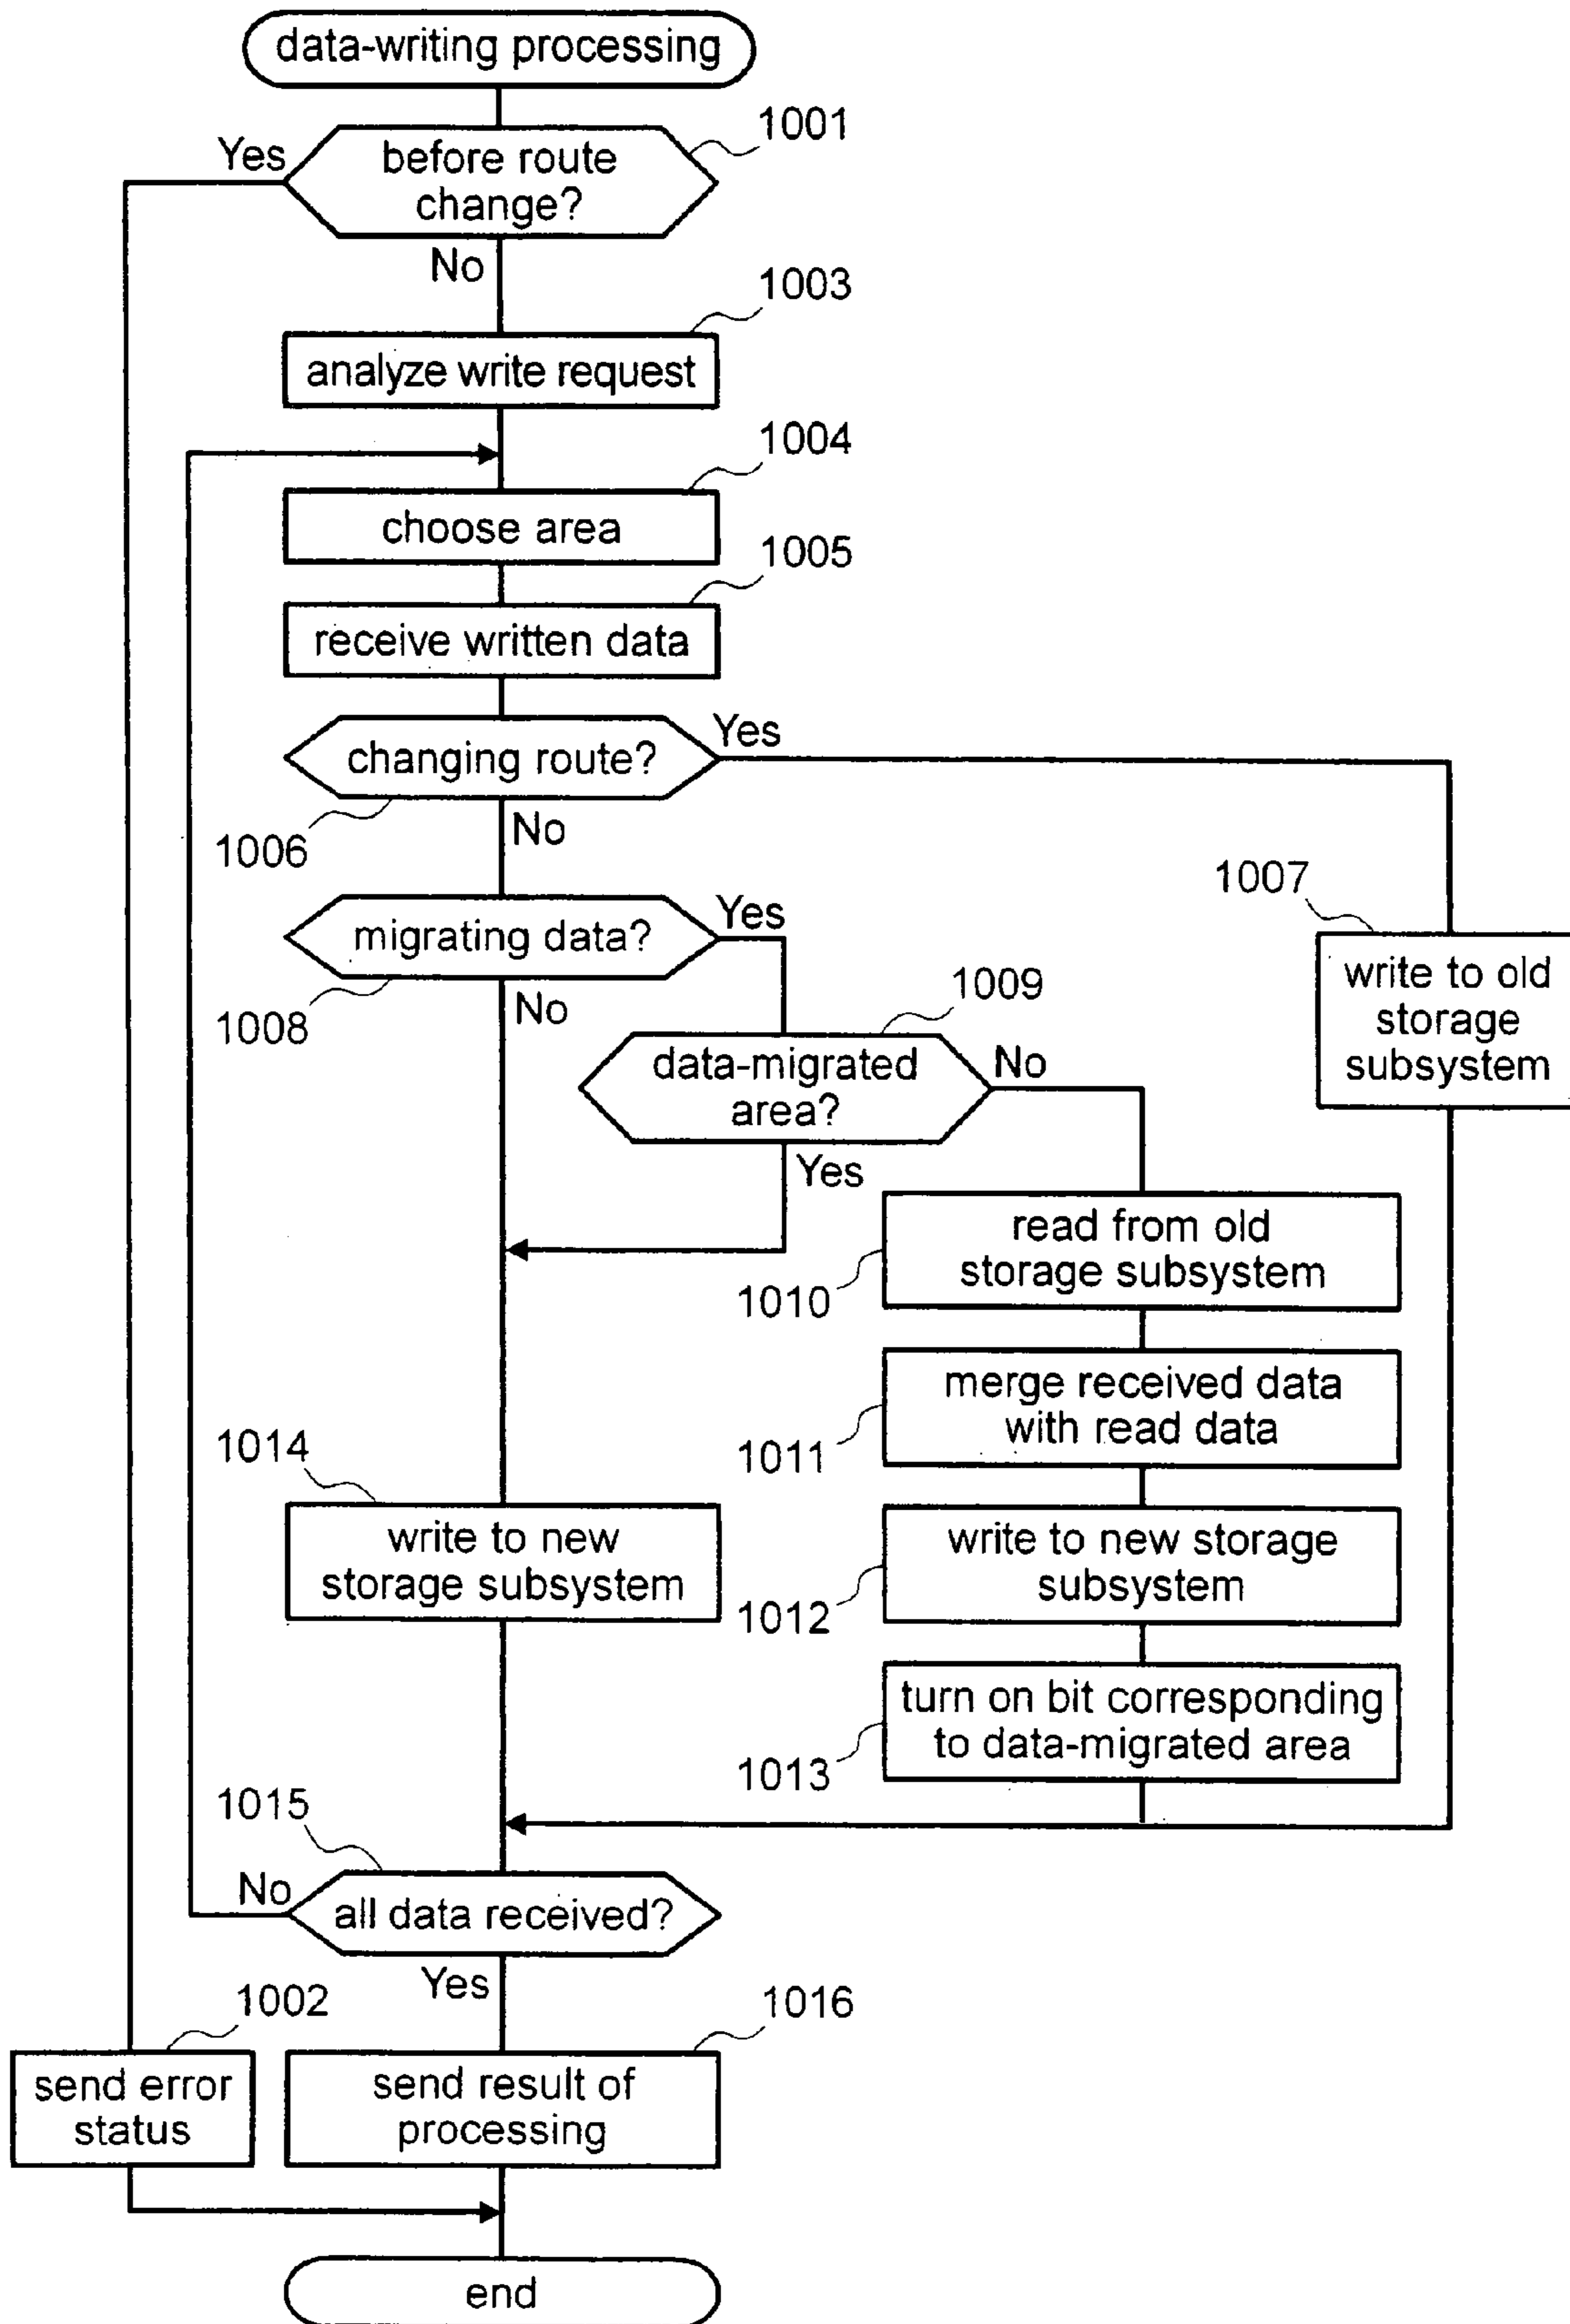 data-writing processing
1001
Yes
before route
change?
No
1003
analyze write request
1004
choose area
1005
receive written data
changing route?
Yes
1006
No
1007
migrating data?
Yes
write to old
storage
subsystem
1008
No
1009
data-migrated
area?
No
Yes
read from old
storage subsystem
1010
merge received data
with read data
1011
1014
write to new
storage subsystem
write to new storage
subsystem
1012
turn on bit corresponding
to data-migrated area
1013
1015
No
all data received?
Yes
1002
1016
send error
status
send result of
processing
end